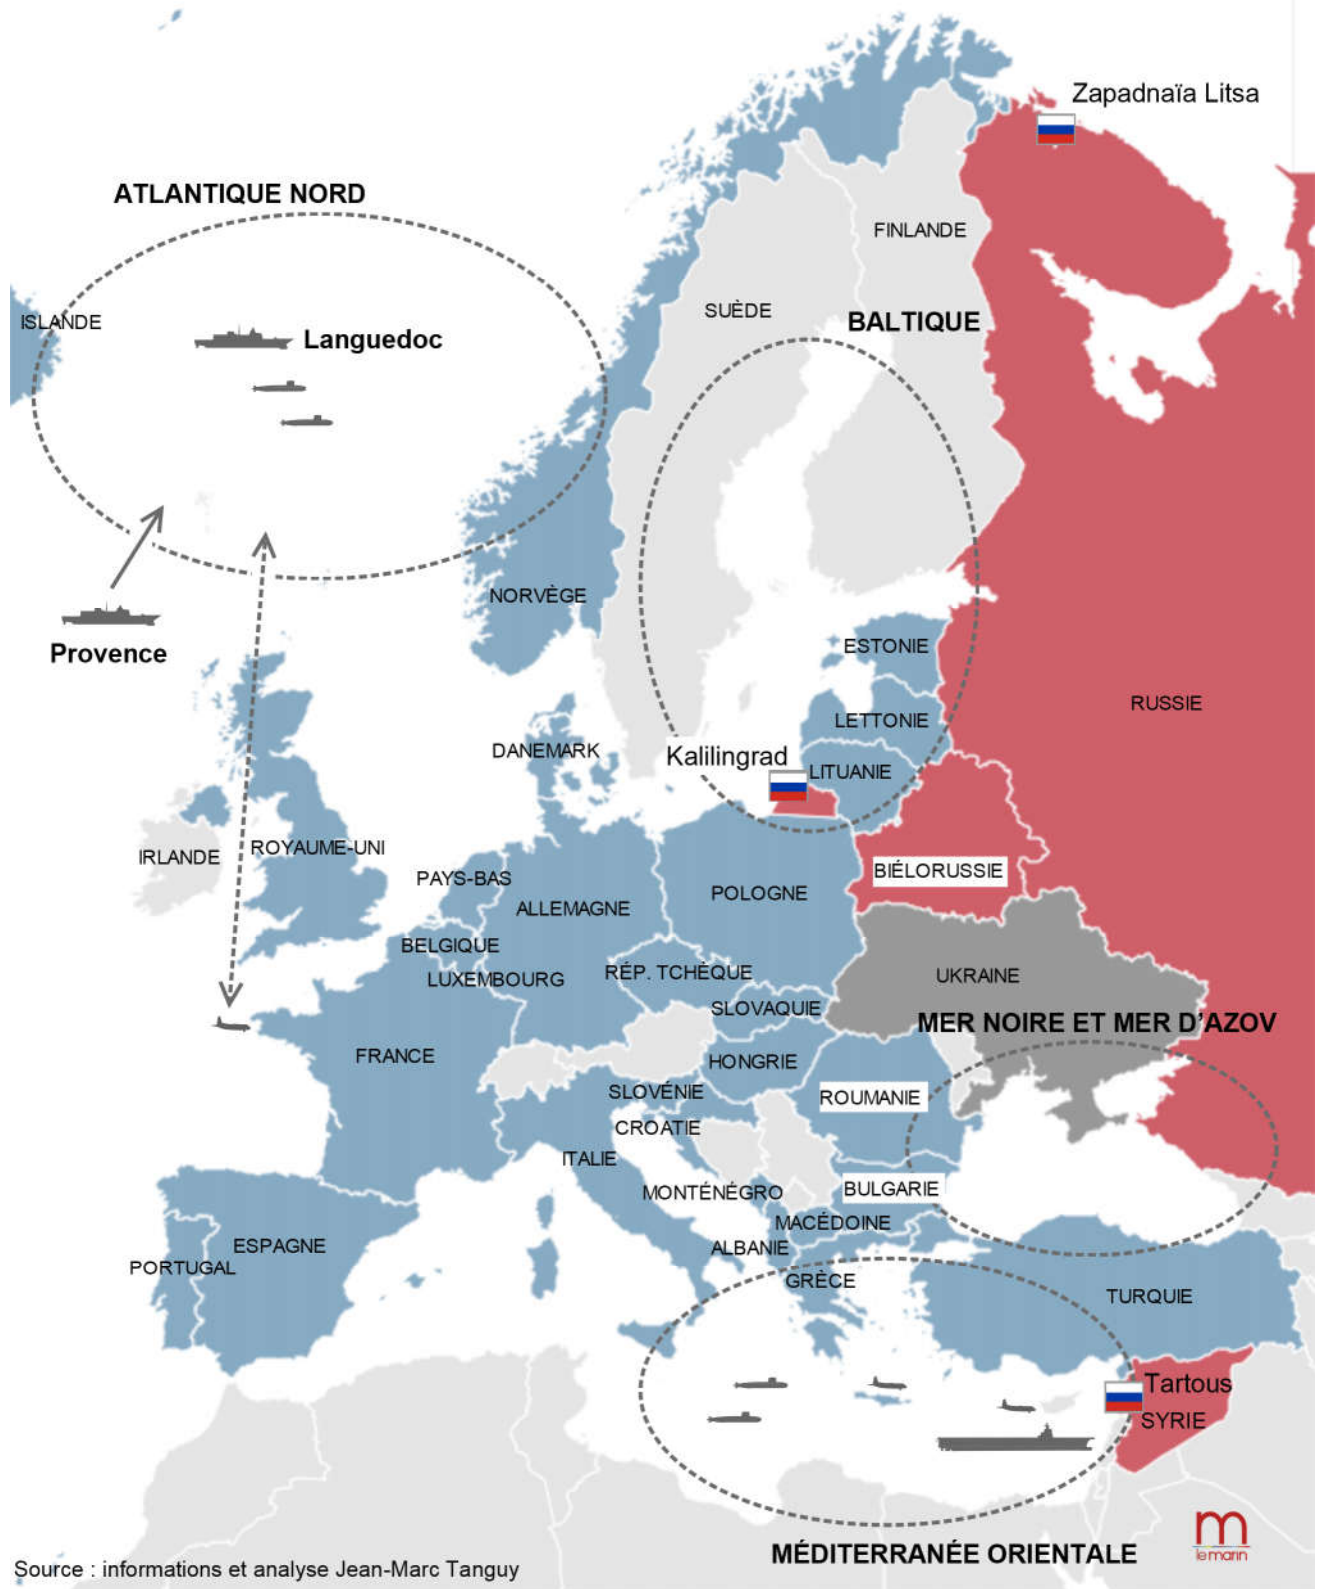 Zapadnaïa Litsa
ATLANTIQUE NORD
FINLANDE
SUÈDE
ISLANDE
BALTIQUE
Languedoc
NORVÈGE
Provence
ESTONIE
RUSSIE
LETTONIE
DANEMARK
Kalilingrad
LITUANIE
IRLANDE
ROYAUME-UNI
BIÉLORUSSIE
PAYS-BAS
POLOGNE
ALLEMAGNE
BELGIQUE
RÉP. TCHÈQUE
UKRAINE
LUXEMBOURG
SLOVAQUIE
MER NOIRE ET MER D'AZOV
FRANCE
HONGRIE
SLOVÉNIE
ROUMANIE
CROATIE
ITALIE
MONTÉNÉGRO
BULGARIE
MACÉDOINE
ESPAGNE
ALBANIE
PORTUGAL
GRÈCE
TURQUIE
Tartous
SYRIE
MÉDITERRANÉE ORIENTALE
m
le marin
Source : informations et analyse Jean-Marc Tanguy